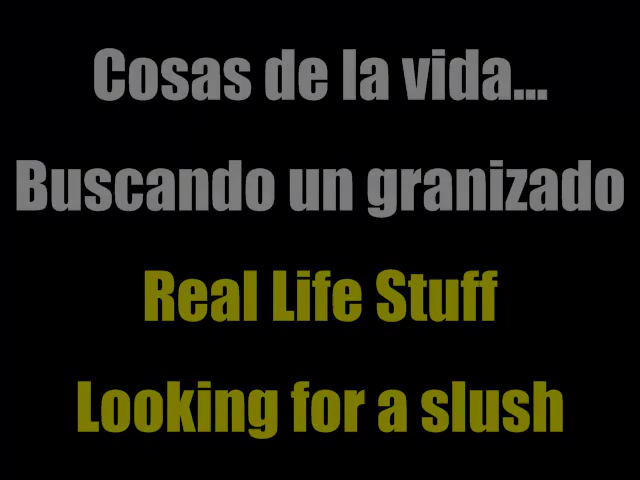 Cosas de la vida...
Buscando un granizado
Real Life Stuff
Looking for a slush